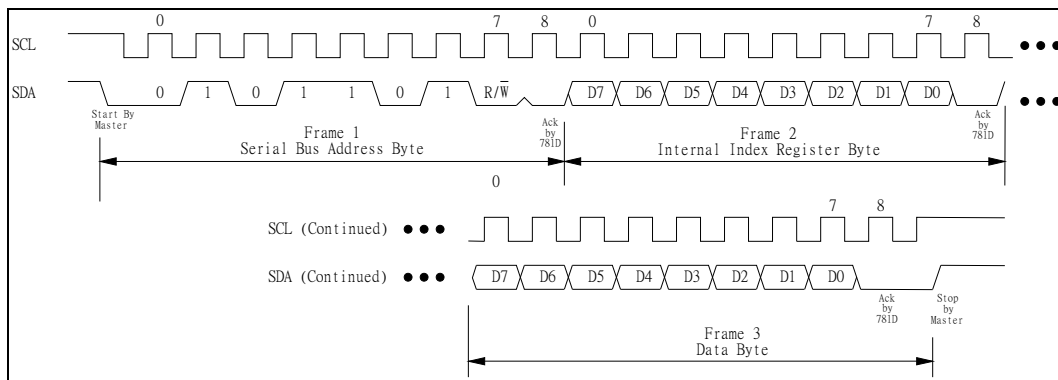 0 7 8 0 7 8
SCL
SDA 0 1 0 1 1 0 1 R/W D7 D6 D5 D4 D3 D2 D1 D0
Start By
Master
Ack
by
781D
Ack
by
781D
Frame 1
Serial Bus Address Byte
Frame 2
Internal Index Register Byte
0 7 8
SCL (Continued)
SDA (Continued) D7 D6 D5 D4 D3 D2 D1 D0
Ack
by
781D
Stop
by
Master
Frame 3
Data Byte